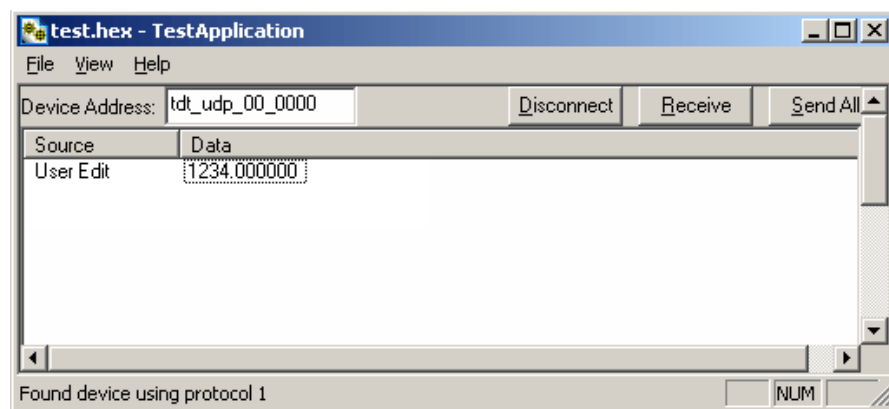 test.hex - TestApplication
File View Help
Device Address: tdt_udp_00_0000 Disconnect Receive Send All
Source Data
User Edit 1234.000000
Found device using protocol 1 NUM